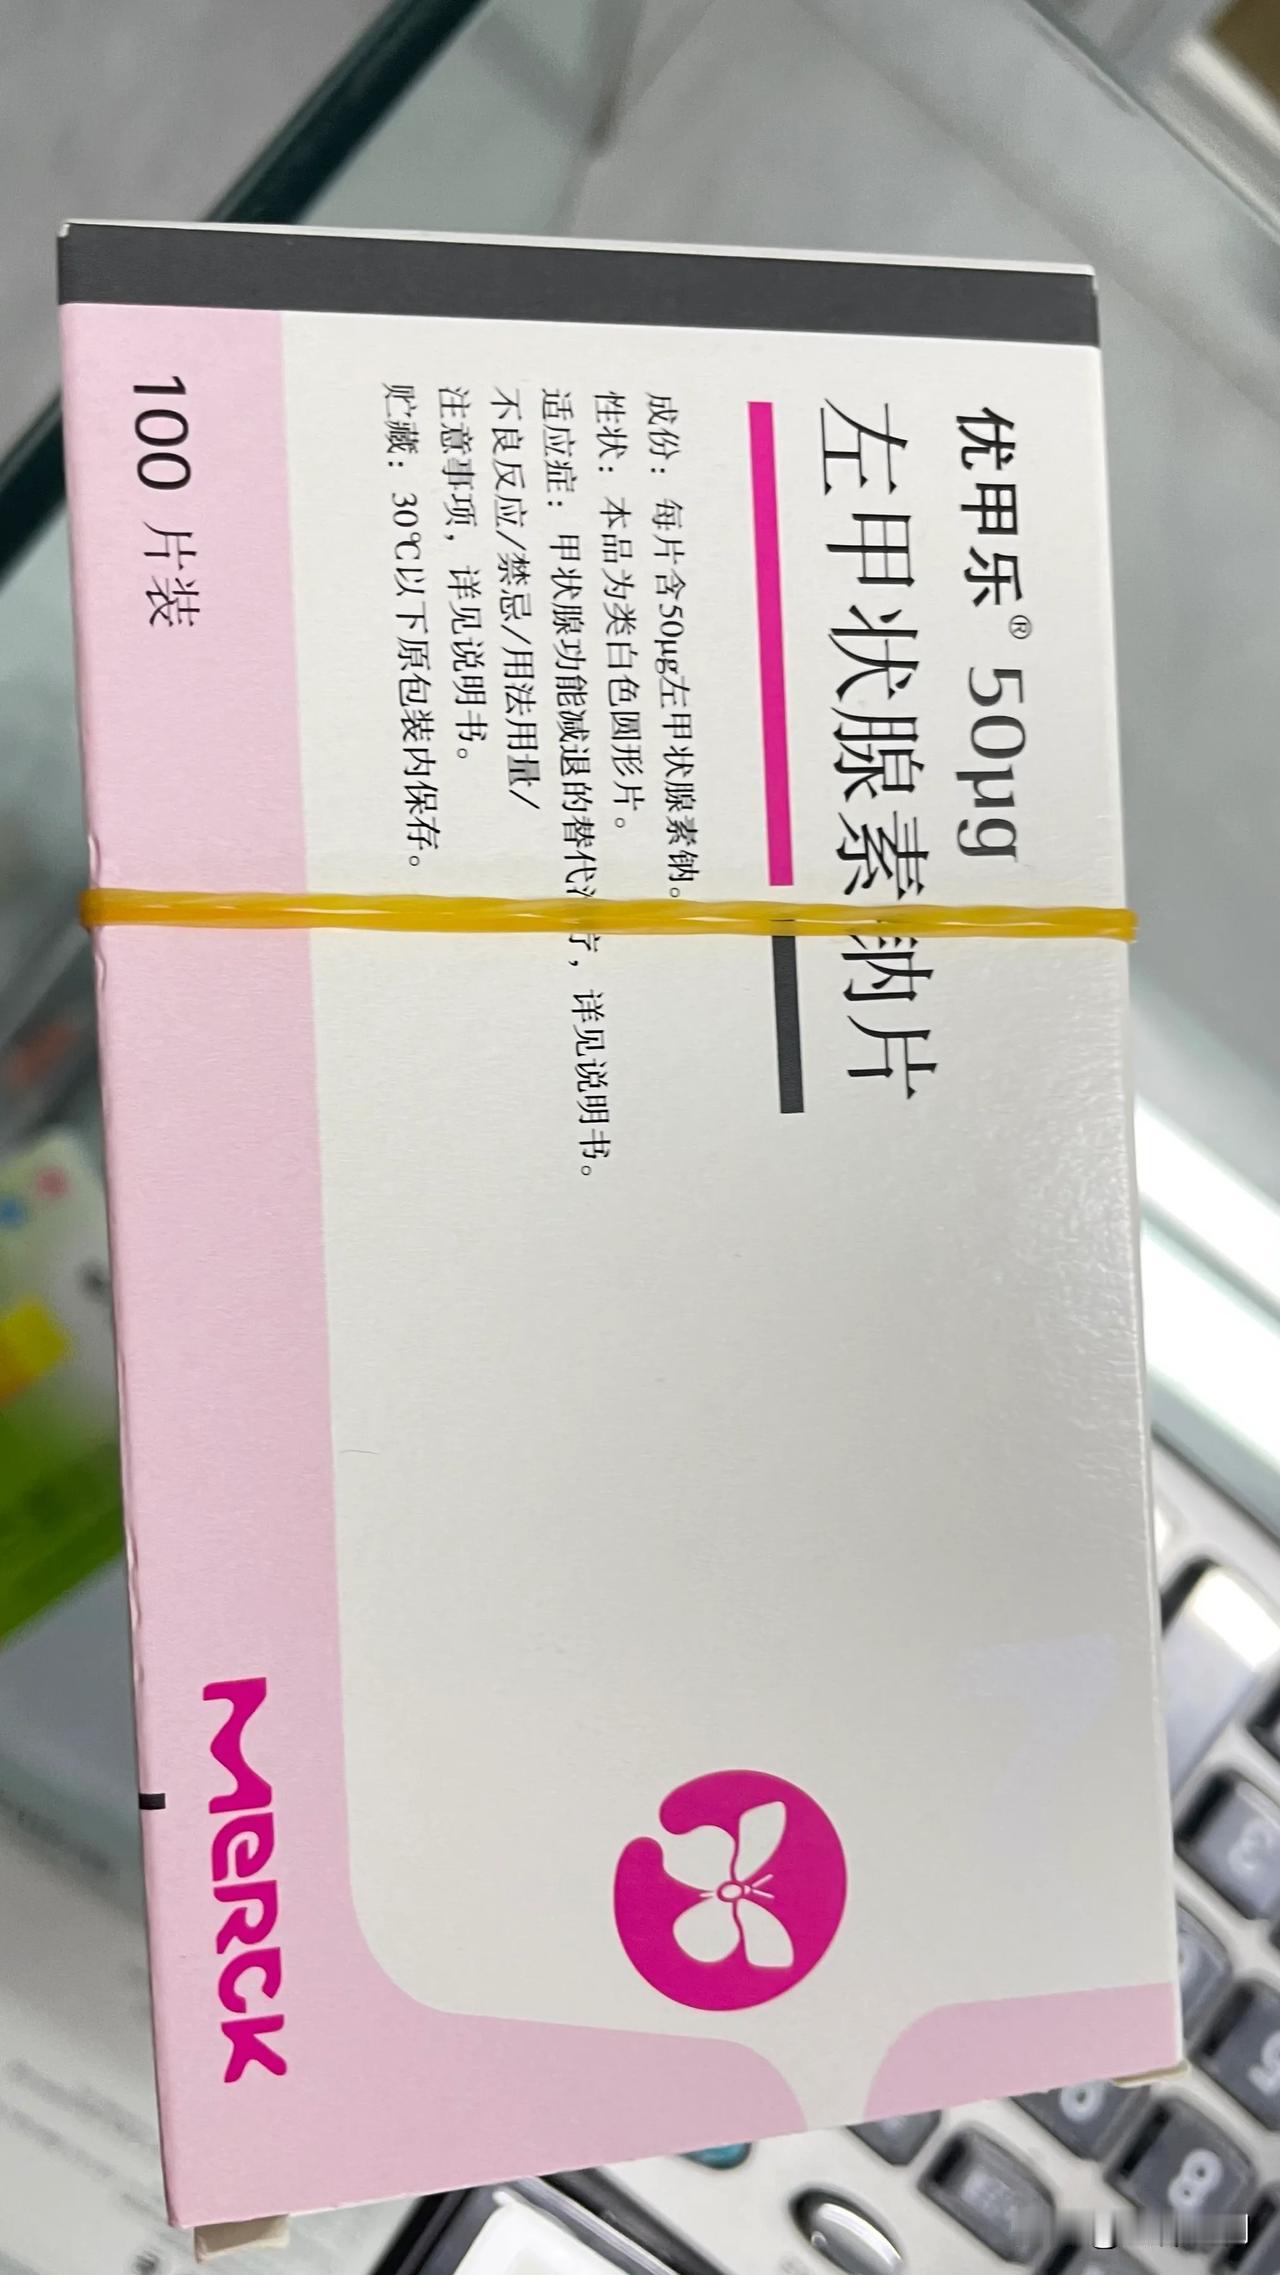 优甲乐® 50μg
左甲状腺素钠片
成份：每片含50μg左甲状腺素钠。
性状：本品为类白色圆形片。
适应症：甲状腺功能减退的替代治疗，详见说明书。
不良反应/禁忌/用法用量/
注意事项，详见说明书。
贮藏：30℃以下原包装内保存。
100 片装
MERCK
3
5
6
8